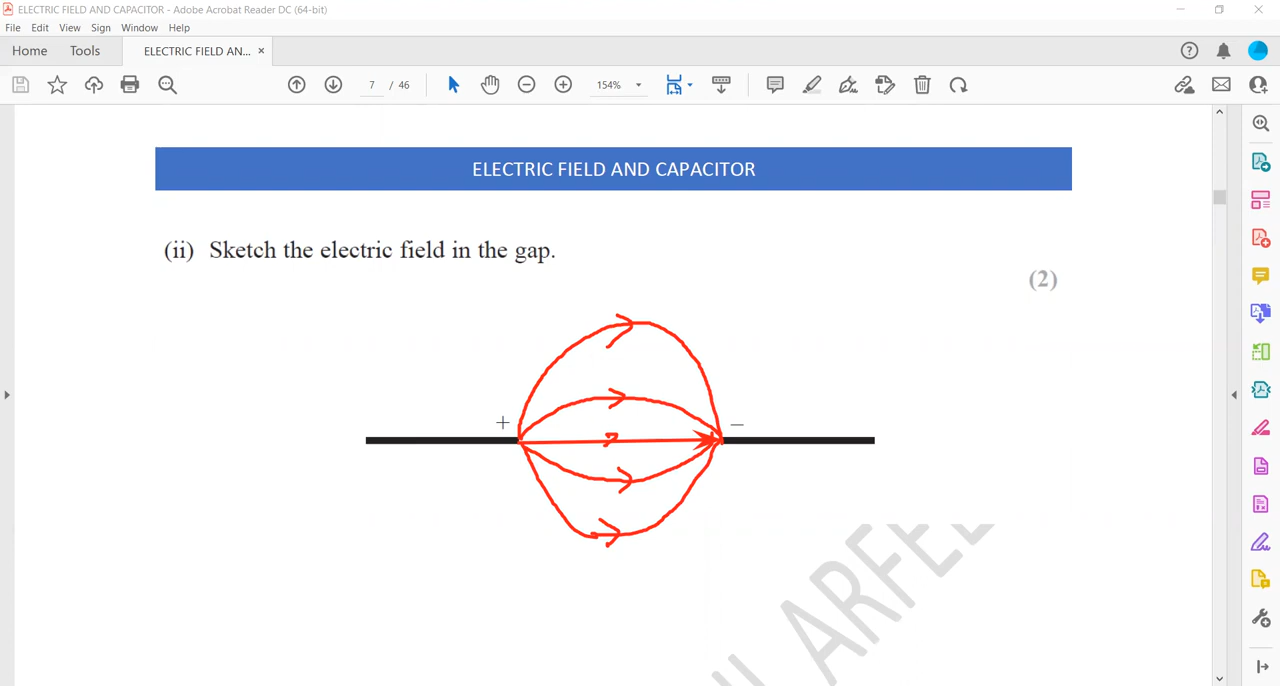 ELECTRIC FIELD AND CAPACITOR - Adobe Acrobat Reader DC (64-bit)
File Edit View Sign Window Help
Home Tools ELECTRIC FIELD AN... ×
7 / 46 154%
ELECTRIC FIELD AND CAPACITOR
(ii) Sketch the electric field in the gap.
(2)
+ −